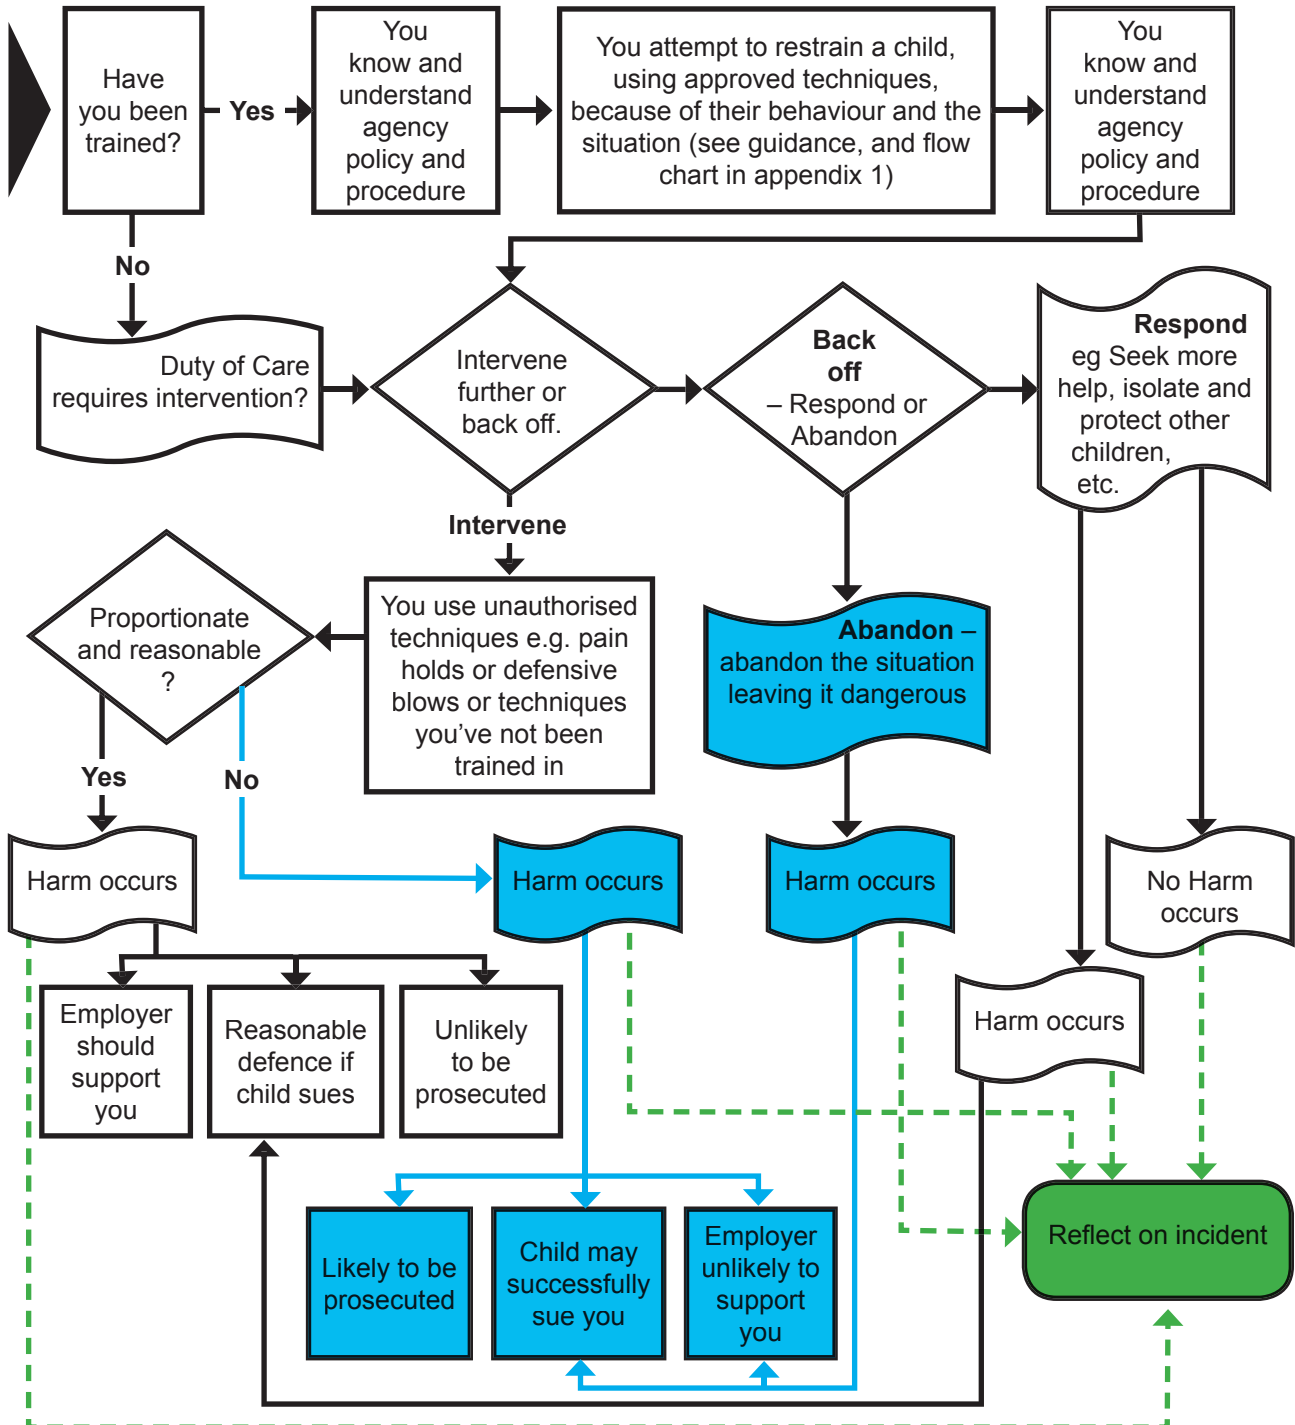 Have
you been
trained?
Yes
You
know and
understand
agency
policy and
procedure
You attempt to restrain a child,
using approved techniques,
because of their behaviour and the
situation (see guidance, and flow
chart in appendix 1)
You
know and
understand
agency
policy and
procedure
No
Duty of Care
requires intervention?
Intervene
further or
back off.
Back
off
– Respond or
Abandon
Respond
eg Seek more
help, isolate and
protect other
children,
etc.
Intervene
Proportionate
and reasonable
?
You use unauthorised
techniques e.g. pain
holds or defensive
blows or techniques
you've not been
trained in
Abandon –
abandon the situation
leaving it dangerous
Yes
No
Harm occurs
Harm occurs
Harm occurs
No Harm
occurs
Employer
should
support
you
Reasonable
defence if
child sues
Unlikely
to be
prosecuted
Harm occurs
Likely to be
prosecuted
Child may
successfully
sue you
Employer
unlikely to
support
you
Reflect on incident